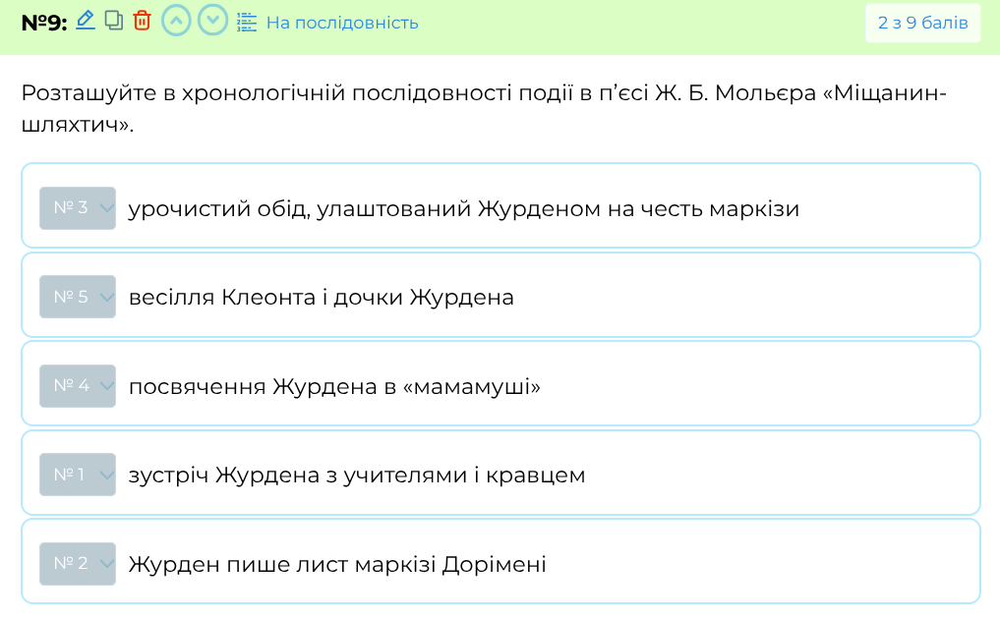 №9: На послідовність 2 з 9 балів
Розташуйте в хронологічній послідовності події в п’єсі Ж. Б. Мольєра «Міщанин-
шляхтич».
№ 3 урочистий обід, улаштований Журденом на честь маркізи
№ 5 весілля Клеонта і дочки Журдена
№ 4 посвячення Журдена в «мамамуші»
№ 1 зустріч Журдена з учителями і кравцем
№ 2 Журден пише лист маркізі Дорімені